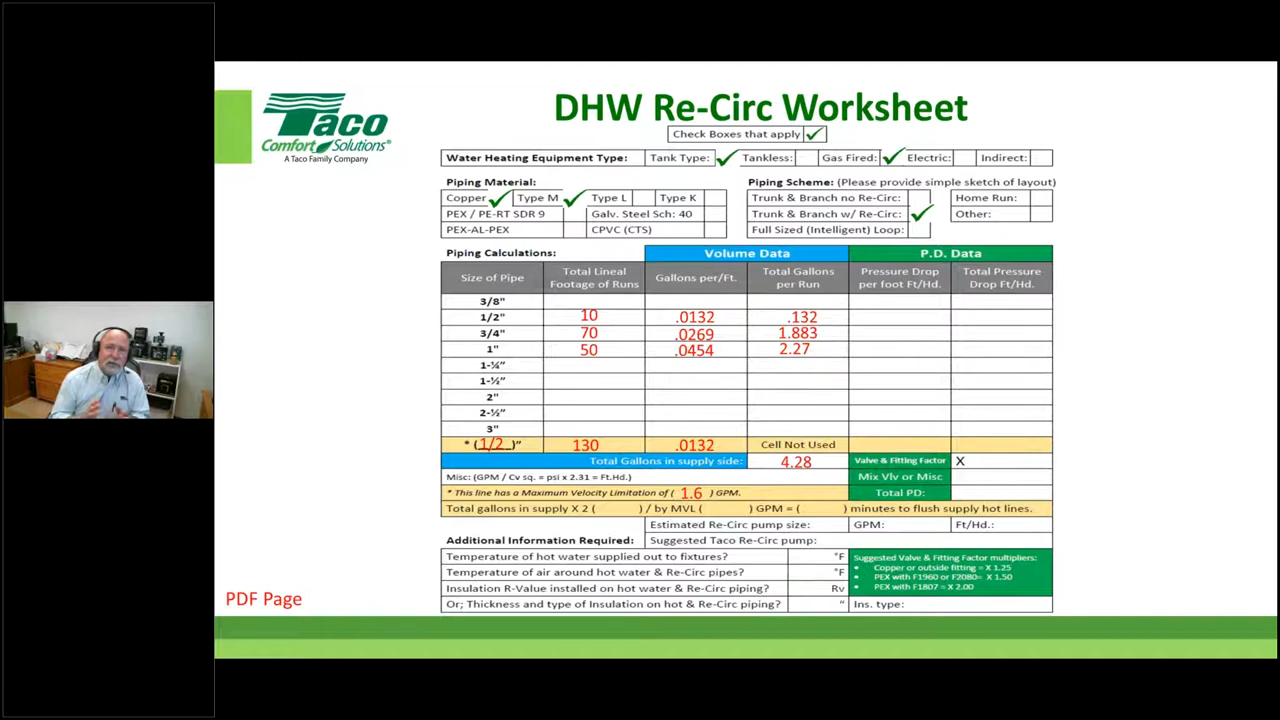 Taco
Comfort Solutions®
A Taco Family Company
DHW Re-Circ Worksheet
Check Boxes that apply ✓
Water Heating Equipment Type: Tank Type: ✓ Tankless: Gas Fired: ✓ Electric: Indirect:
Piping Material: Piping Scheme: (Please provide simple sketch of layout)
Copper ✓ Type M ✓ Type L Type K Trunk & Branch no Re-Circ: Home Run:
PEX / PE-RT SDR 9 Galv. Steel Sch: 40 Trunk & Branch w/ Re-Circ: ✓ Other:
PEX-AL-PEX CPVC (CTS) Full Sized (Intelligent) Loop:
Piping Calculations: Volume Data P.D. Data
Size of Pipe Total Lineal Footage of Runs Gallons per/Ft. Total Gallons per Run Pressure Drop per foot Ft/Hd. Total Pressure Drop Ft/Hd.
3/8"
1/2" 10 .0132 .132
3/4" 70 .0269 1.883
1" 50 .0454 2.27
1-¼"
1-½"
2"
2-½"
3"
* (_1/2_)" 130 .0132 Cell Not Used
Total Gallons in supply side: 4.28 Valve & Fitting Factor X
Misc: (GPM / Cv sq. = psi x 2.31 = Ft.Hd.) Mix Vlv or Misc
* This line has a Maximum Velocity Limitation of ( 1.6 ) GPM. Total PD:
Total gallons in supply X 2 ( ) / by MVL ( ) GPM = ( ) minutes to flush supply hot lines.
Estimated Re-Circ pump size: GPM: Ft/Hd.:
Additional Information Required: Suggested Taco Re-Circ pump:
Temperature of hot water supplied out to fixtures? °F
Temperature of air around hot water & Re-Circ pipes? °F
Insulation R-Value installed on hot water & Re-Circ piping? Rv
Or; Thickness and type of Insulation on hot & Re-Circ piping? " Ins. type:
Suggested Valve & Fitting Factor multipliers:
• Copper or outside fitting = X 1.25
• PEX with F1960 or F2080= X 1.50
• PEX with F1807 = X 2.00
PDF Page